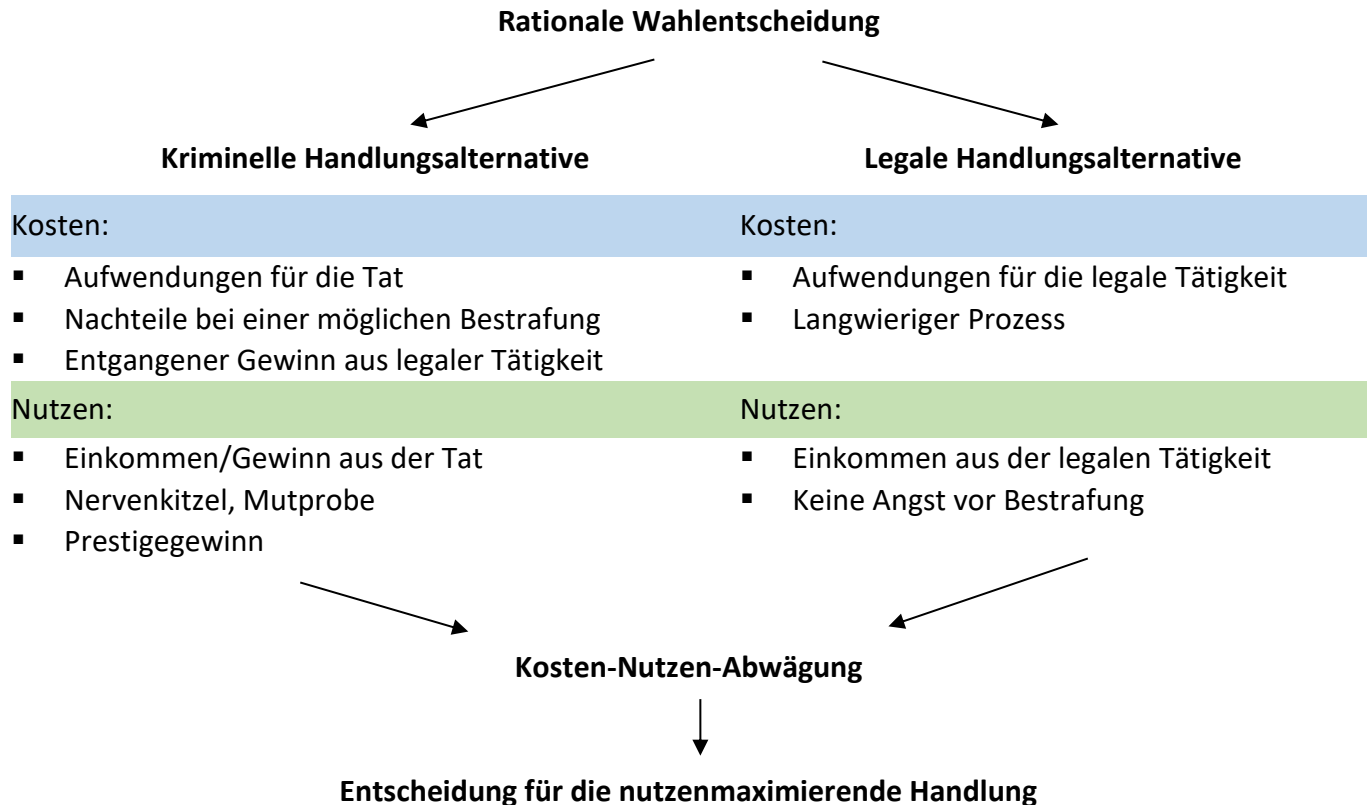 Rationale Wahlentscheidung
Kriminelle Handlungsalternative
Legale Handlungsalternative
Kosten:
▪ Aufwendungen für die Tat
▪ Nachteile bei einer möglichen Bestrafung
▪ Entgangener Gewinn aus legaler Tätigkeit
Nutzen:
▪ Einkommen/Gewinn aus der Tat
▪ Nervenkitzel, Mutprobe
▪ Prestigegewinn
Kosten:
▪ Aufwendungen für die legale Tätigkeit
▪ Langwieriger Prozess
Nutzen:
▪ Einkommen aus der legalen Tätigkeit
▪ Keine Angst vor Bestrafung
Kosten-Nutzen-Abwägung
Entscheidung für die nutzenmaximierende Handlung